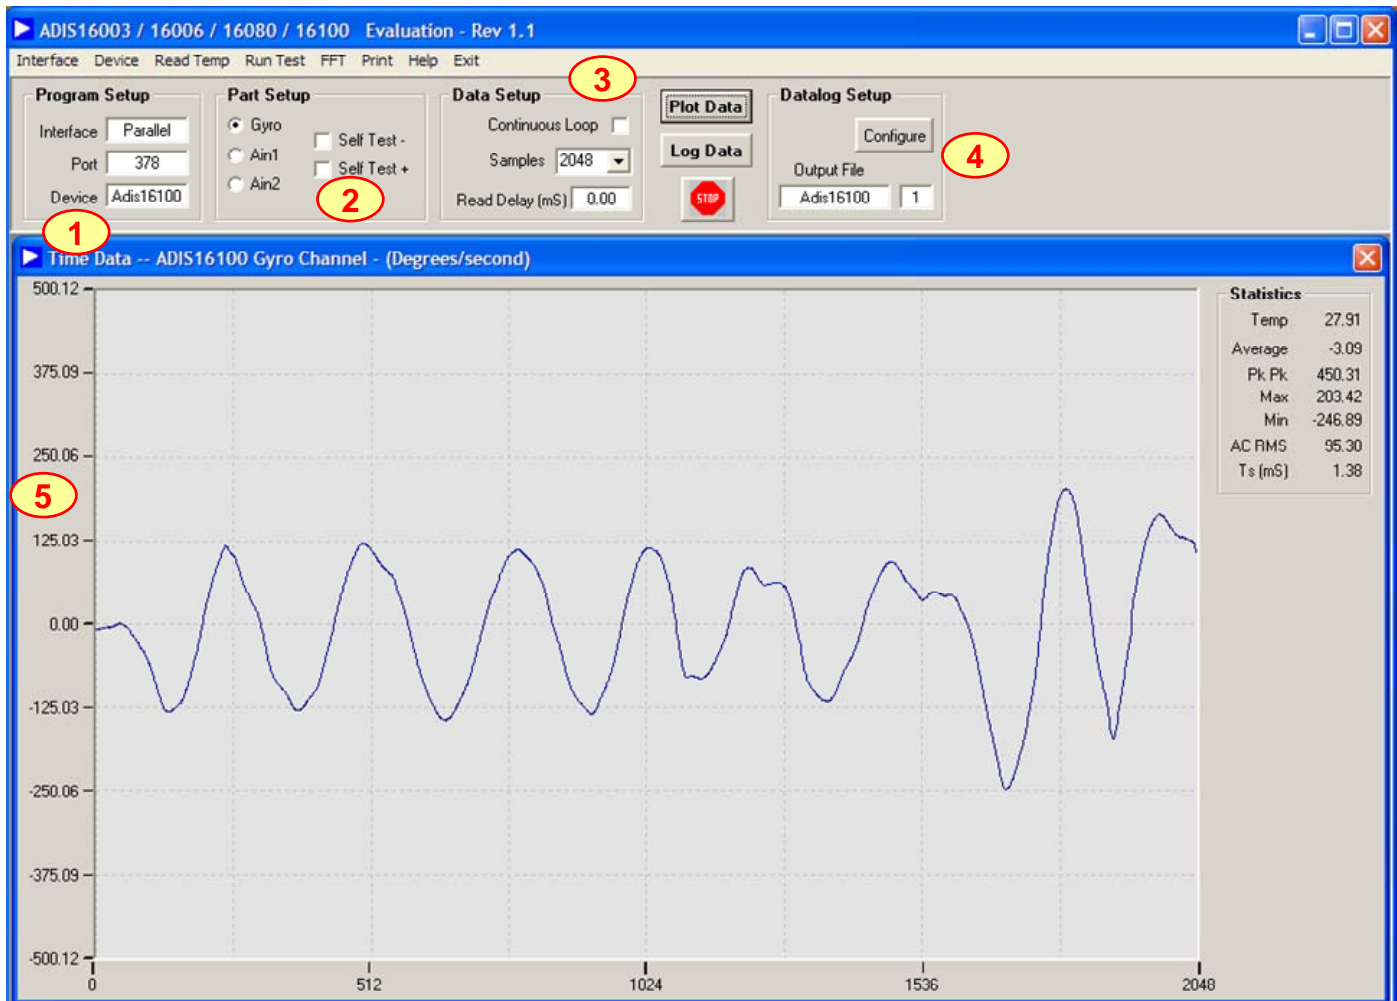 ADIS16003 / 16006 / 16080 / 16100 Evaluation - Rev 1.1
Interface Device Read Temp Run Test FFT Print Help Exit
Program Setup
Interface Parallel
Port 378
Device Adis16100
1
Part Setup
Gyro
Ain1
Ain2
Self Test -
Self Test +
2
3
Data Setup
Continuous Loop
Samples 2048
Read Delay (mS) 0.00
Plot Data
Log Data
STOP
Datalog Setup
Configure
Output File
Adis16100 1
4
Time Data -- ADIS16100 Gyro Channel - (Degrees/second)
500.12
375.09
250.06
5
125.03
0.00
-125.03
-250.06
-375.09
-500.12
0 512 1024 1536 2048
Statistics
Temp 27.91
Average -3.09
Pk Pk 450.31
Max 203.42
Min -246.89
AC RMS 95.30
Ts (mS) 1.38